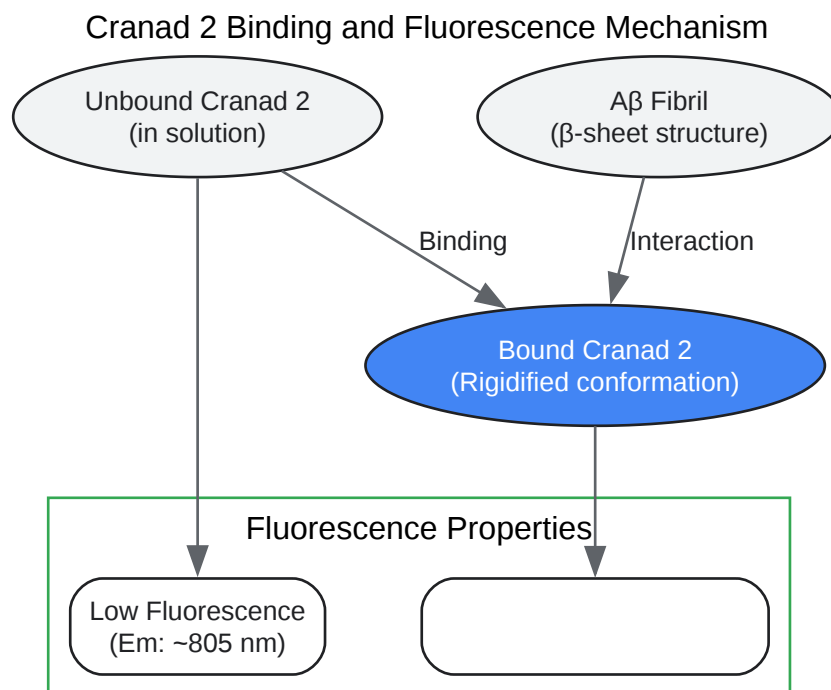 Cranad 2 Binding and Fluorescence Mechanism
Unbound Cranad 2
(in solution)
Aβ Fibril
(β-sheet structure)
Binding
Interaction
Bound Cranad 2
(Rigidified conformation)
Fluorescence Properties
Low Fluorescence
(Em: ~805 nm)